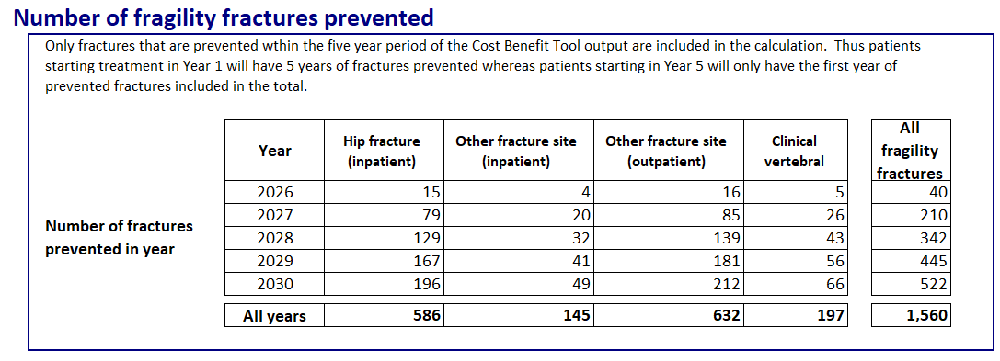 Number of fragility fractures prevented
Only fractures that are prevented wthin the five year period of the Cost Benefit Tool output are included in the calculation.  Thus patients
starting treatment in Year 1 will have 5 years of fractures prevented whereas patients starting in Year 5 will only have the first year of
prevented fractures included in the total.
Year Hip fracture (inpatient) Other fracture site (inpatient) Other fracture site (outpatient) Clinical vertebral All fragility fractures
2026 15 4 16 5 40
2027 79 20 85 26 210
Number of fractures
prevented in year
2028 129 32 139 43 342
2029 167 41 181 56 445
2030 196 49 212 66 522
All years 586 145 632 197 1,560